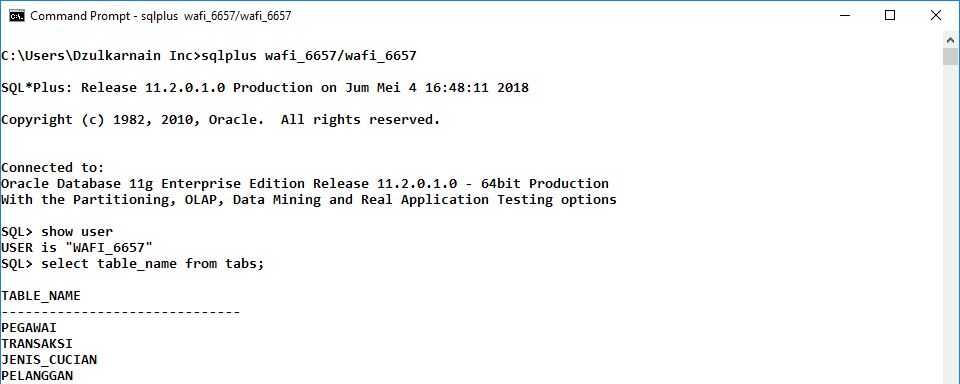 Command Prompt - sqlplus  wafi_6657/wafi_6657
C:\Users\Dzulkarnain Inc>sqlplus wafi_6657/wafi_6657
SQL*Plus: Release 11.2.0.1.0 Production on Jum Mei 4 16:48:11 2018
Copyright (c) 1982, 2010, Oracle.  All rights reserved.
Connected to:
Oracle Database 11g Enterprise Edition Release 11.2.0.1.0 - 64bit Production
With the Partitioning, OLAP, Data Mining and Real Application Testing options
SQL> show user
USER is "WAFI_6657"
SQL> select table_name from tabs;
TABLE_NAME
------------------------------
PEGAWAI
TRANSAKSI
JENIS_CUCIAN
PELANGGAN